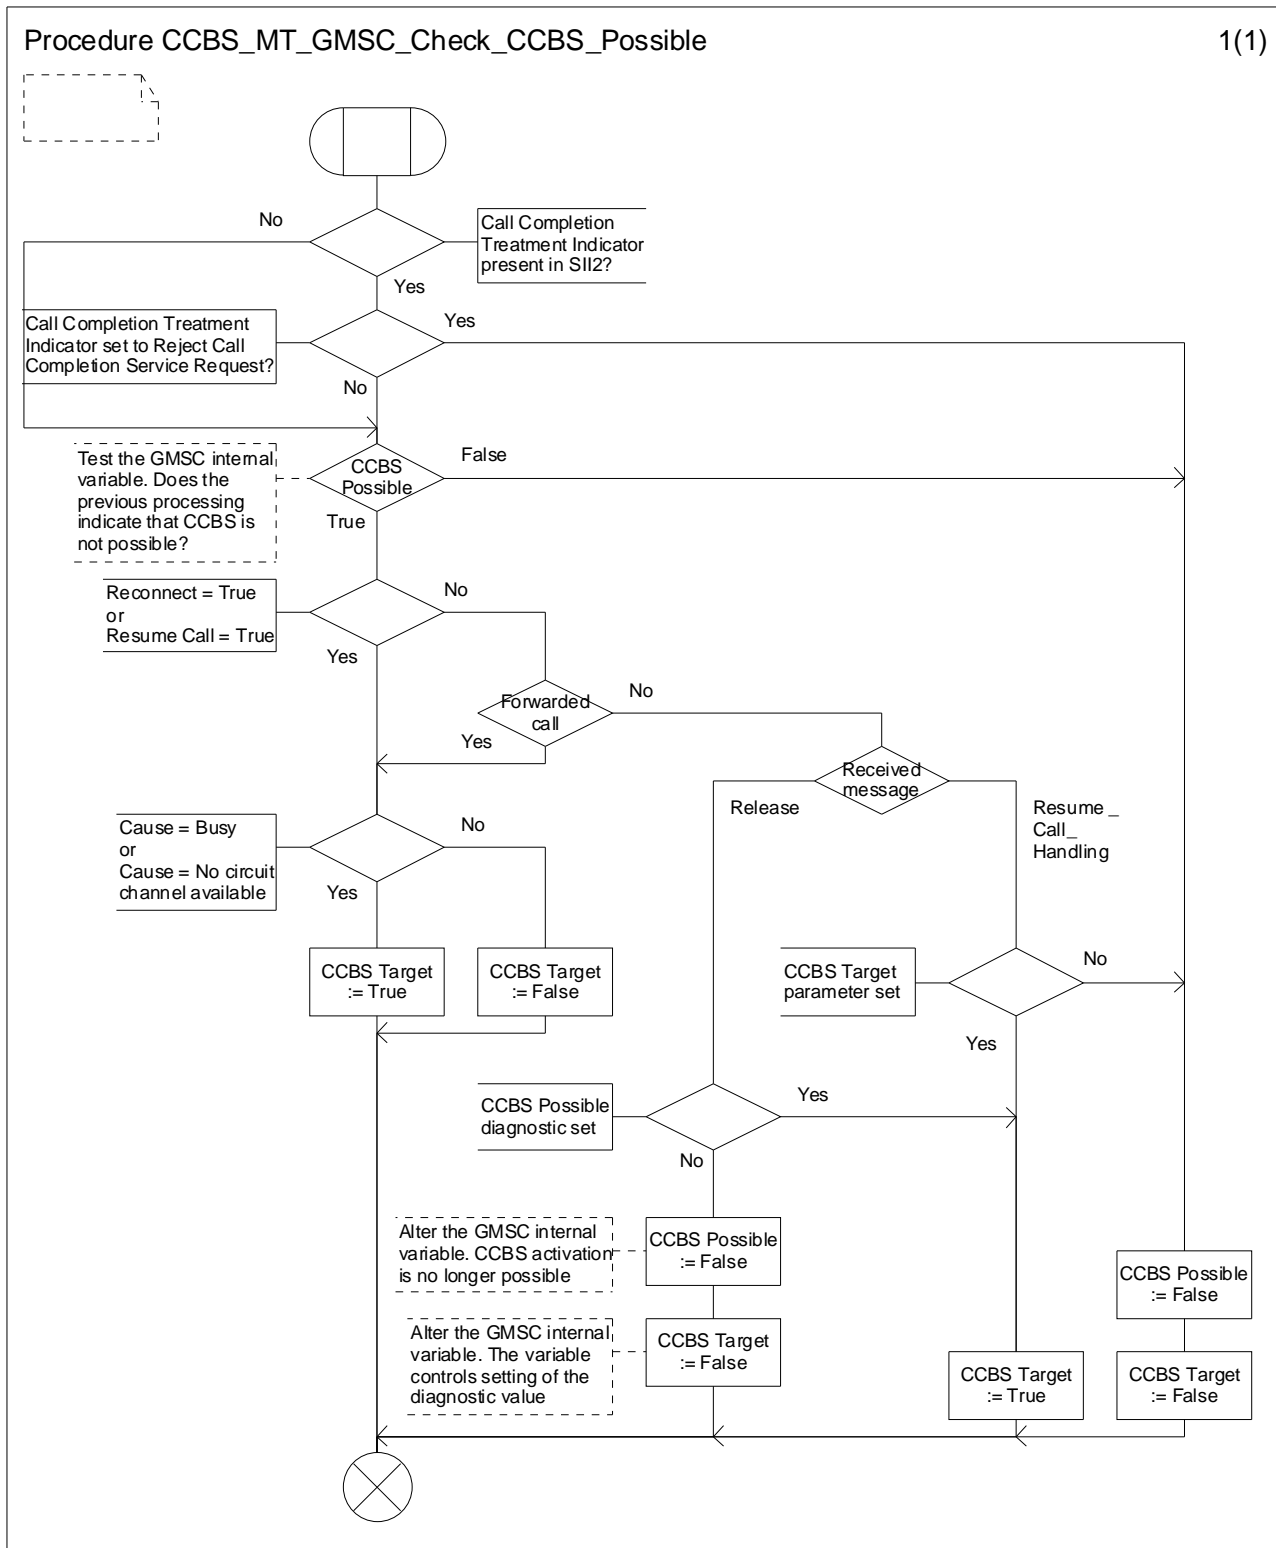 Procedure CCBS_MT_GMSC_Check_CCBS_Possible
1(1)
No
Call Completion
Treatment Indicator
present in SII2?
Yes
Call Completion Treatment
Indicator set to Reject Call
Completion Service Request?
Yes
No
Test the GMSC internal
variable. Does the
previous processing
indicate that CCBS is
not possible?
CCBS
Possible
False
True
Reconnect = True
or
Resume Call = True
No
Yes
Forwarded
call
No
Yes
Received
message
Release
Resume _
Call_
Handling
Cause = Busy
or
Cause = No circuit
channel available
No
Yes
CCBS Target
:= True
CCBS Target
:= False
CCBS Target
parameter set
No
Yes
CCBS Possible
diagnostic set
Yes
No
Alter the GMSC internal
variable. CCBS activation
is no longer possible
CCBS Possible
:= False
CCBS Possible
:= False
Alter the GMSC internal
variable. The variable
controls setting of the
diagnostic value
CCBS Target
:= False
CCBS Target
:= True
CCBS Target
:= False